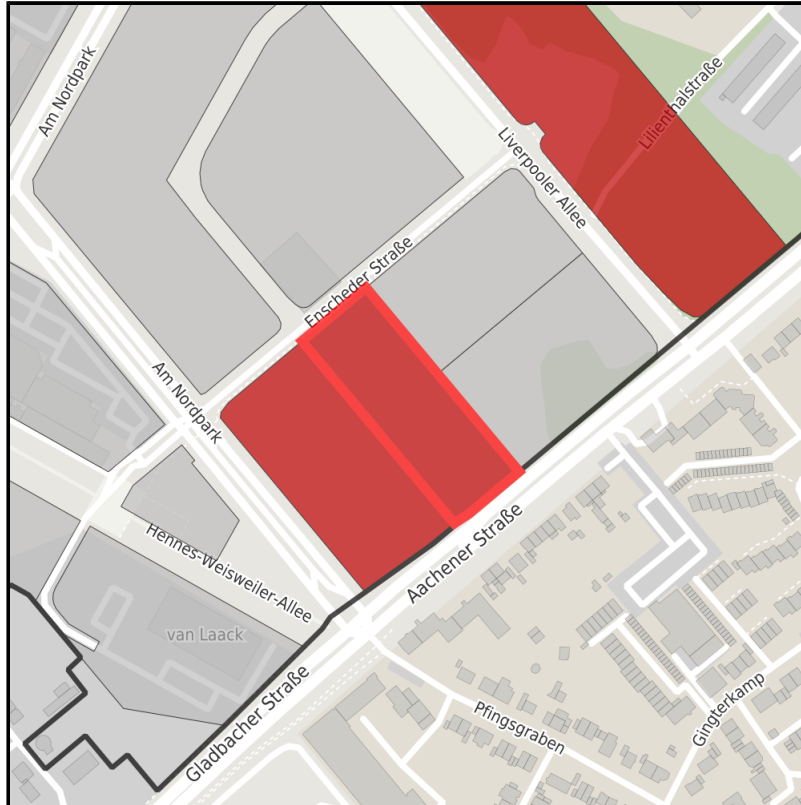 Am Nordpark
Lilienthalstraße
Liverpooler Allee
Enscheder Straße
Am Nordpark
Hennes-Weisweiler-Allee
Aachener Straße
van Laack
Gladbacher Straße
Pfingsgraben
Gingterkamp